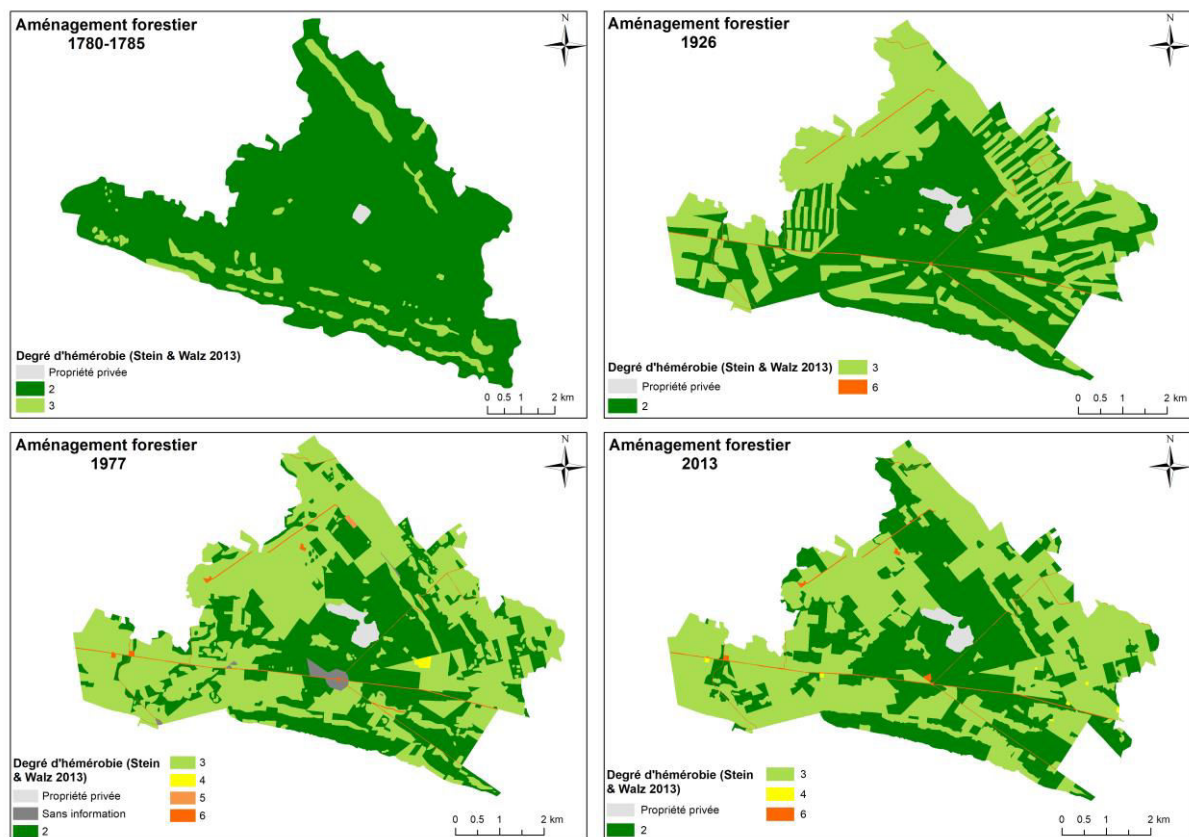 Aménagement forestier
1780-1785
N
Degré d'hémérobie (Stein & Walz 2013)
Propriété privée
2
3
0 0.5 1 2 km
Aménagement forestier
1926
N
Degré d'hémérobie (Stein & Walz 2013)
Propriété privée
2
3
6
0 0.5 1 2 km
Aménagement forestier
1977
N
Degré d'hémérobie (Stein
& Walz 2013)
Propriété privée
Sans information
2
3
4
5
6
0 0.5 1 2 km
Aménagement forestier
2013
N
Degré d'hémérobie (Stein
& Walz 2013)
Propriété privée
2
3
4
6
0 0.5 1 2 km